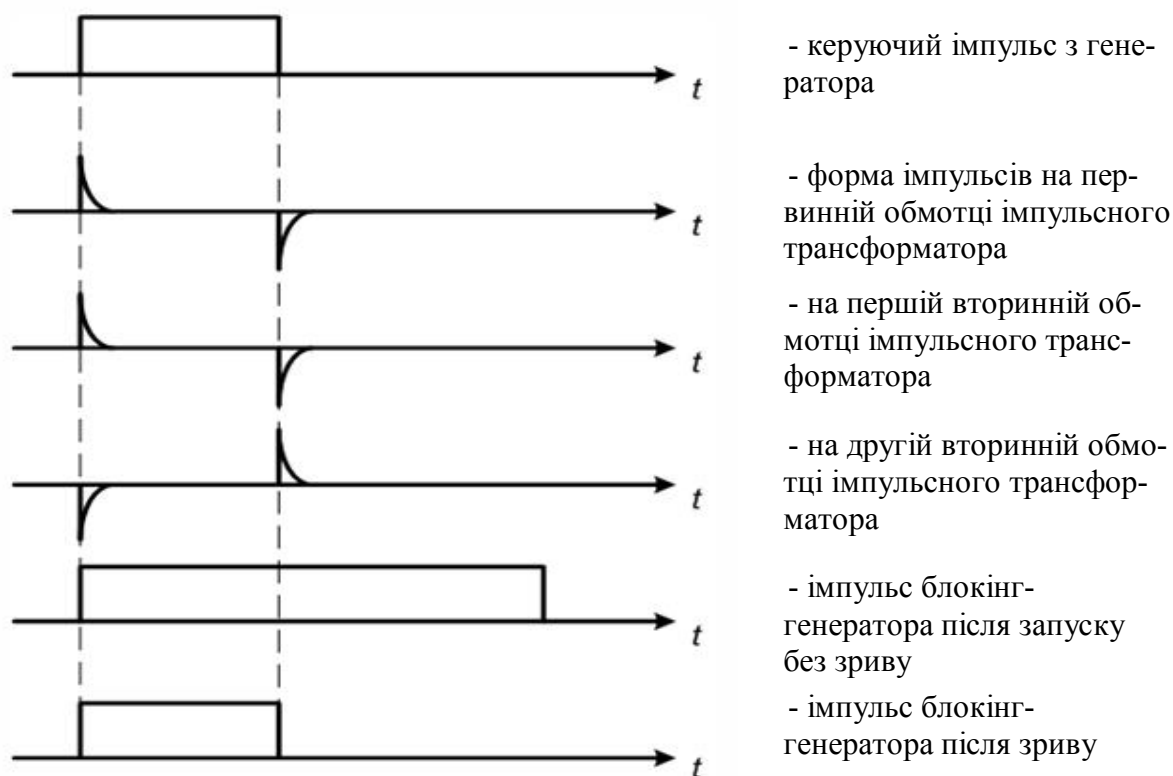 - керуючий імпульс з гене-
ратора
t
- форма імпульсів на пер-
винній обмотці імпульсного
трансформатора
t
- на першій вторинній об-
мотці імпульсного транс-
форматора
t
- на другій вторинній обмо-
тці імпульсного трансфор-
матора
t
- імпульс блокінг-
генератора після запуску
без зриву
t
- імпульс блокінг-
генератора після зриву
t